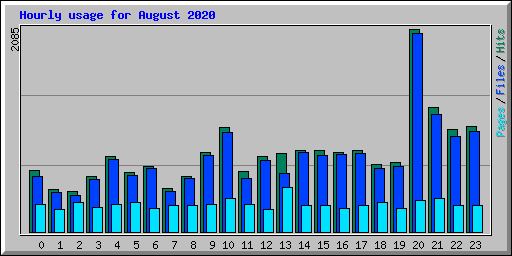 Hourly usage for August 2020
2085
Pages/Files/Hits
0 1 2 3 4 5 6 7 8 9 10 11 12 13 14 15 16 17 18 19 20 21 22 23